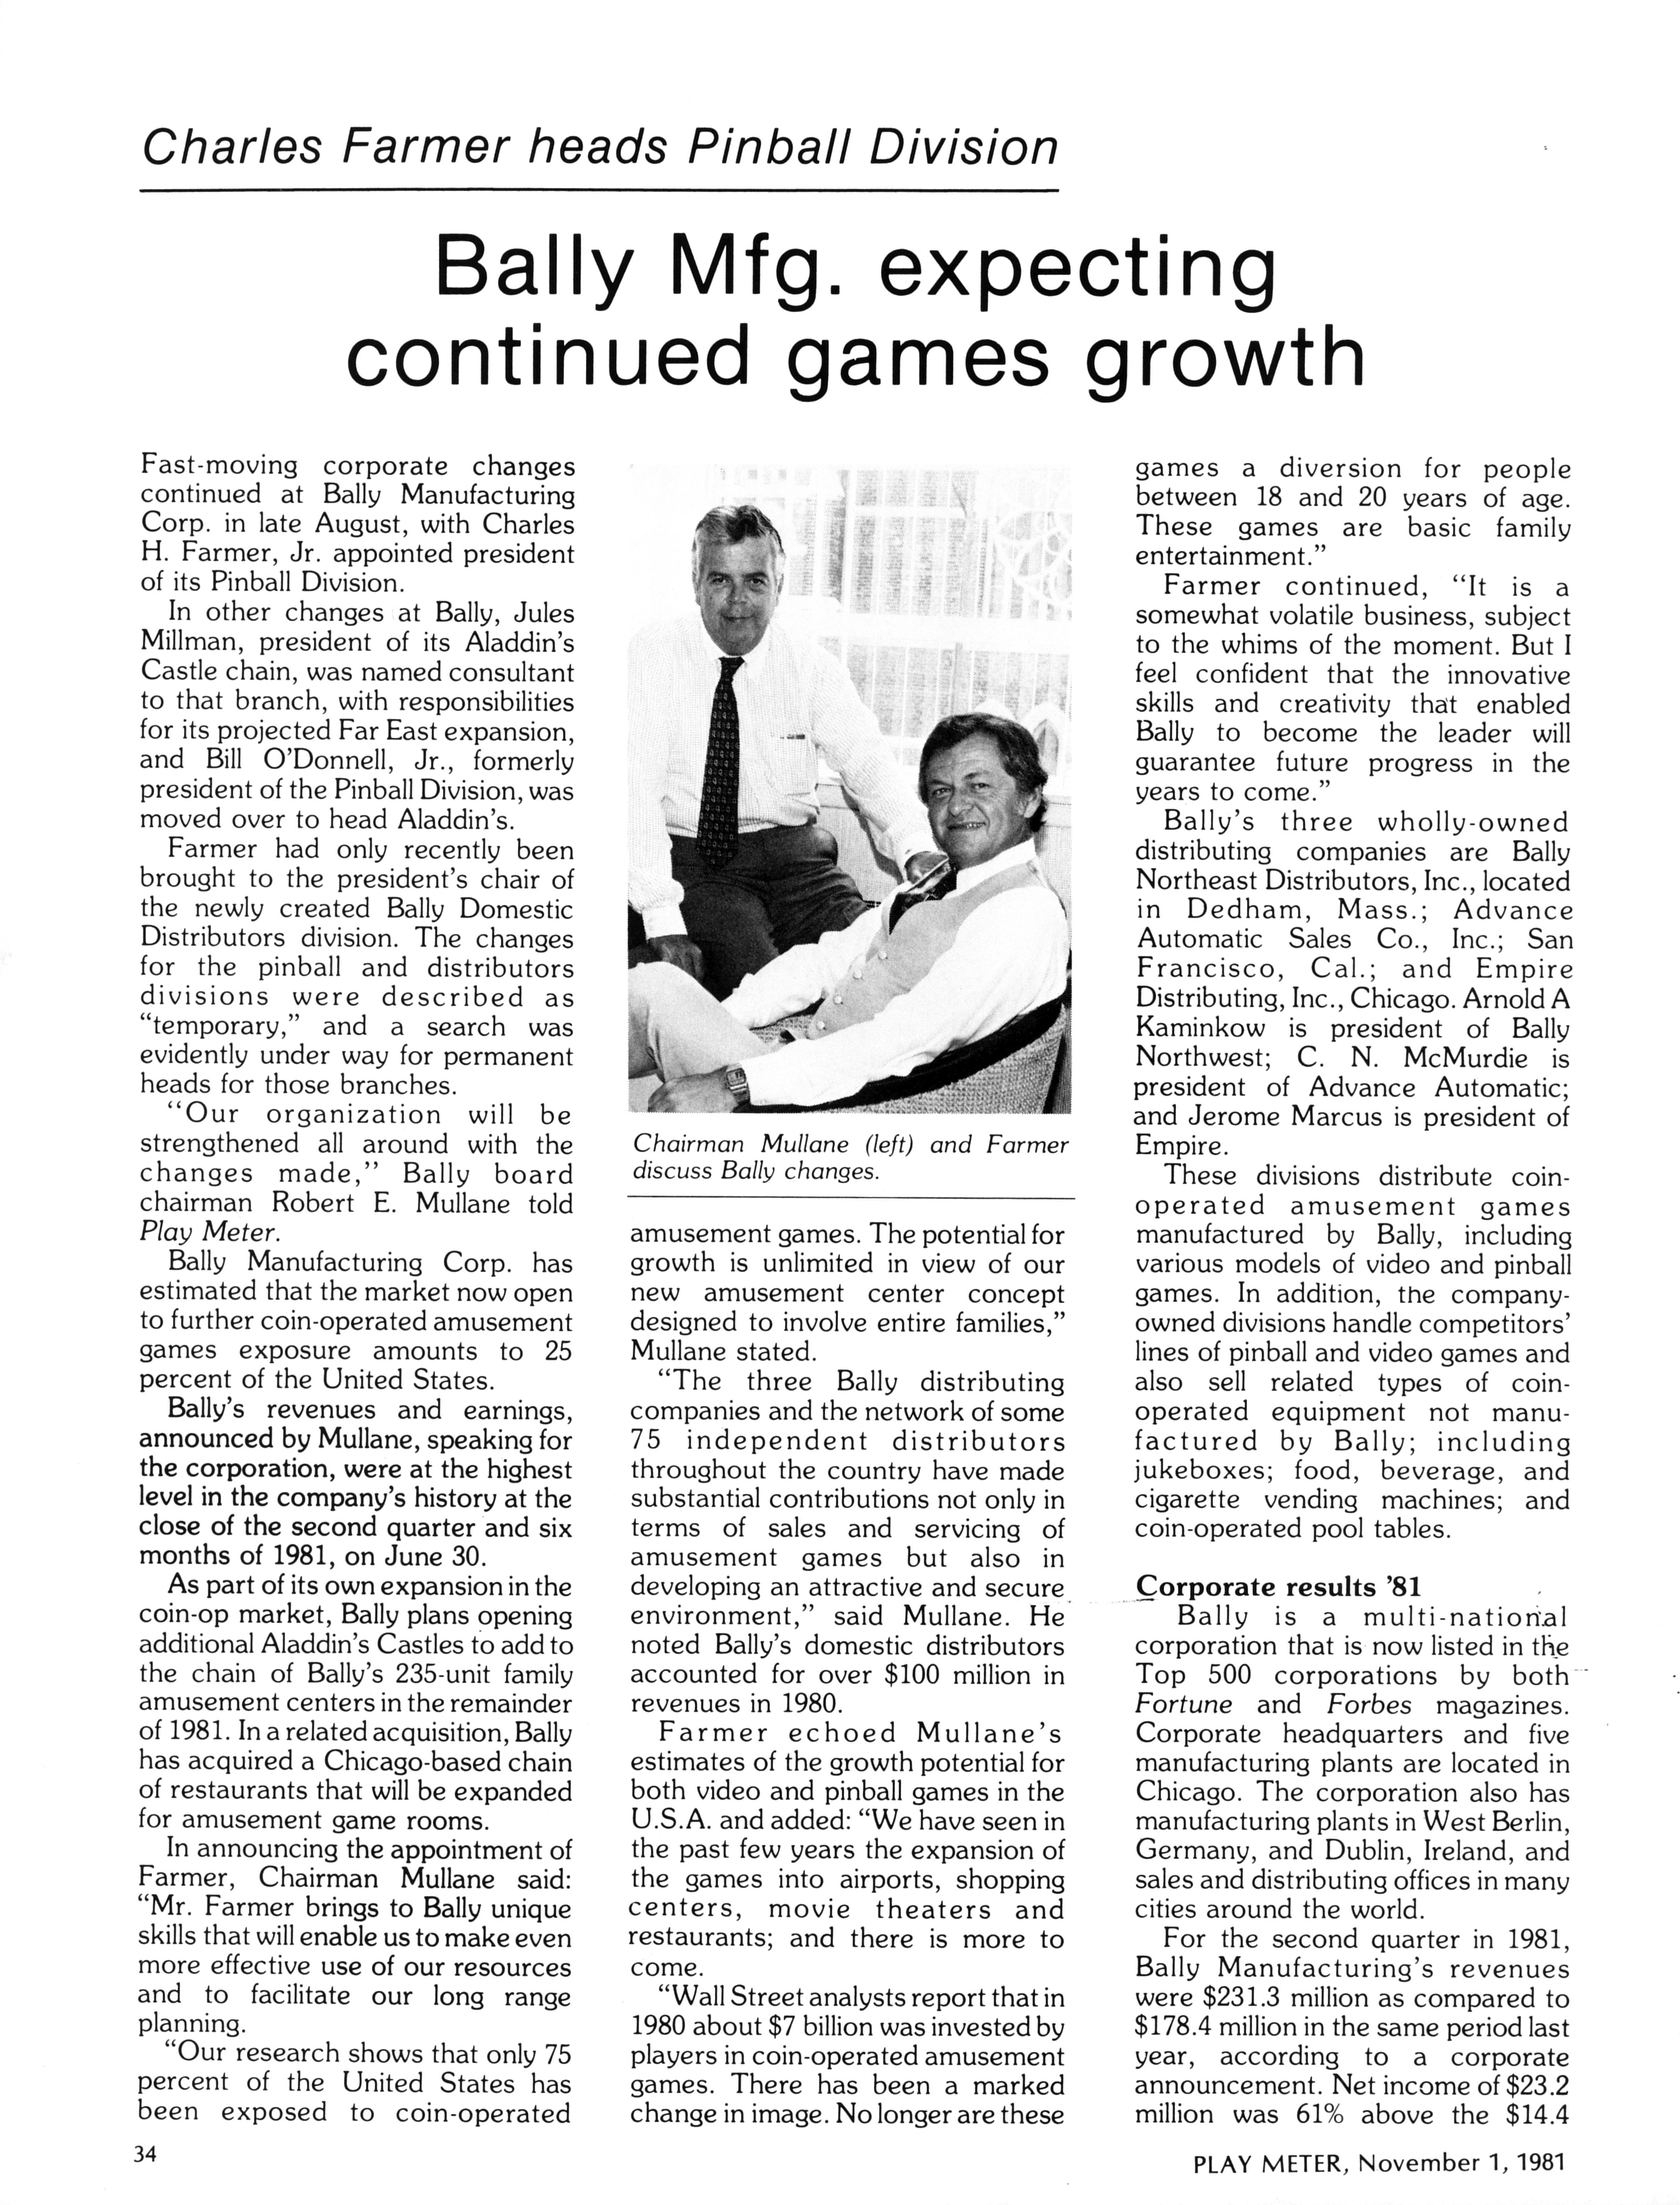 Charles Farmer heads Pinball Division
Bally Mfg. expecting
continued games growth
Fast-moving corporate changes
continued at Bally Manufacturing
Corp. in late August, with Charles
H. Farmer, Jr. appointed president
of its Pinball Division.
In other changes at Bally, Jules
Millman, president of its Aladdin's
Castle chain, was named consultant
to that branch, with responsibilities
for its projected Far East expansion,
and Bill O'Donnell, Jr., formerly
president of the Pinball Division, was
moved over to head Aladdin's.
Farmer had only recently been
brought to the president's chair of
the newly created Bally Domestic
Distributors division. The changes
for the pinball and distributors
divisions were described as
"temporary," and a search was
evidently under way for permanent
heads for those branches.
"Our organization will be
strengthened all around with the
changes made," Bally board
chairman Robert E. Mullane told
Play Meter.
Bally Manufacturing Corp. has
estimated that the market now open
to further coin-operated amusement
games exposure amounts to 25
percent of the United States.
Bally's revenues and earnings,
announced by Mullane, speaking for
the corporation, were at the highest
level in the company's history at the
close of the second quarter and six
months of 1981, on June 30.
As part of its own expansion in the
coin-op market, Bally plans opening
additional Aladdin's Castles to add to
the chain of Bally's 235-unit family
amusement centers in the remainder
of 1981. In a related acquisition, Bally
has acquired a Chicago-based chain
of restaurants that will be expanded
for amusement game rooms.
In announcing the appointment of
Farmer, Chairman Mullane said:
"Mr. Farmer brings to Bally unique
skills that will enable us to make even
more effective use of our resources
and to facilitate our long range
planning.
"Our research shows that only 75
percent of the United States has
been exposed to coin-operated
Chairman Mullane (left) and Farmer
discuss Bally changes.
amusement games. The potential for
growth is unlimited in view of our
new amusement center concept
designed to involve entire families,"
Mullane stated.
"The three Bally distributing
companies and the network of some
75 independent distributors
throughout the country have made
substantial contributions not only in
terms of sales and servicing of
amusement games but also in
developing an attractive and secure
environment," said Mullane. He
noted Bally's domestic distributors
accounted for over $100 million in
revenues in 1980.
Farmer echoed Mullane's
estimates of the growth potential for
both video and pinball games in the
U.S.A. and added: "We have seen in
the past few years the expansion of
the games into airports, shopping
centers, movie theaters and
restaurants; and there is more to
come.
"Wall Street analysts report that in
1980 about $7 billion was invested by
players in coin-operated amusement
games. There has been a marked
change in image. No longer are these
games a diversion for people
between 18 and 20 years of age.
These games are basic family
entertainment."
Farmer continued, "It is a
somewhat volatile business, subject
to the whims of the moment. But I
feel confident that the innovative
skills and creativity that enabled
Bally to become the leader will
guarantee future progress in the
years to come."
Bally's three wholly-owned
distributing companies are Bally
Northeast Distributors, Inc., located
in Dedham, Mass.; Advance
Automatic Sales Co., Inc.; San
Francisco, Cal.; and Empire
Distributing, Inc., Chicago. Arnold A
Kaminkow is president of Bally
Northwest; C. N. McMurdie is
president of Advance Automatic;
and Jerome Marcus is president of
Empire.
These divisions distribute coin-
operated amusement games
manufactured by Bally, including
various models of video and pinball
games. In addition, the company-
owned divisions handle competitors'
lines of pinball and video games and
also sell related types of coin-
operated equipment not manu-
factured by Bally; including
jukeboxes; food, beverage, and
cigarette vending machines; and
coin-operated pool tables.
Corporate results '81
Bally is a multi-national
corporation that is now listed in the
Top 500 corporations by both
Fortune and Forbes magazines.
Corporate headquarters and five
manufacturing plants are located in
Chicago. The corporation also has
manufacturing plants in West Berlin,
Germany, and Dublin, Ireland, and
sales and distributing offices in many
cities around the world.
For the second quarter in 1981,
Bally Manufacturing's revenues
were $231.3 million as compared to
$178.4 million in the same period last
year, according to a corporate
announcement. Net income of $23.2
million was 61% above the $14.4
34
PLAY METER, November 1, 1981